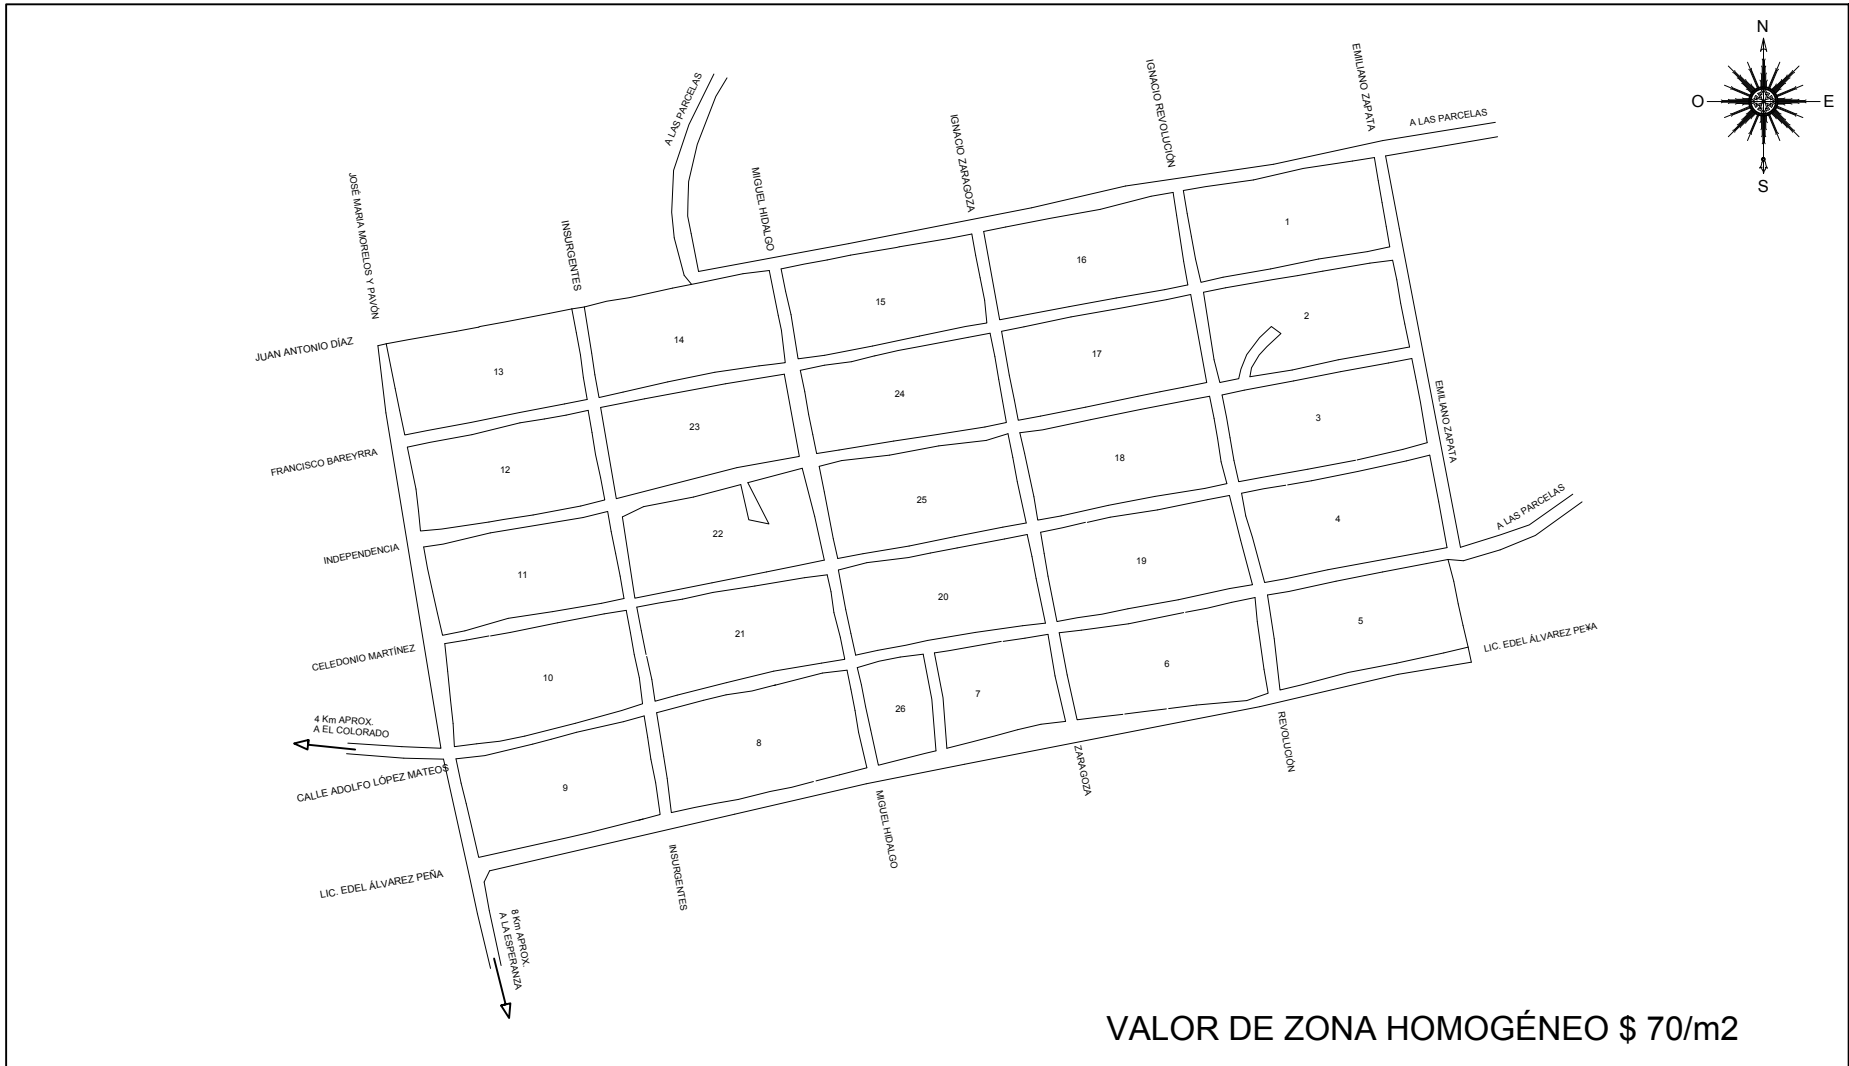 N
O
E
S
A LAS PARCELAS
EMILIANO ZAPATA
IGNACIO REVOLUCIÓN
IGNACIO ZARAGOZA
MIGUEL HIDALGO
A LAS PARCELAS
INSURGENTES
JOSÉ MARIA MORELOS Y PAVÓN
JUAN ANTONIO DÍAZ
13
14
15
16
1
FRANCISCO BAREYRRA
12
23
24
17
2
EMILIANO ZAPATA
INDEPENDENCIA
11
22
25
18
3
A LAS PARCELAS
CELEDONIO MARTÍNEZ
10
21
20
19
4
4 Km APROX.
A EL COLORADO
CALLE ADOLFO LÓPEZ MATEOS
9
8
26
7
6
5
LIC. EDEL ÁLVAREZ PE¥A
LIC. EDEL ÁLVAREZ PEÑA
8 Km APROX.
A LA ESPERANZA
INSURGENTES
MIGUEL HIDALGO
ZARAGOZA
REVOLUCIÓN
VALOR DE ZONA HOMOGÉNEO $ 70/m2